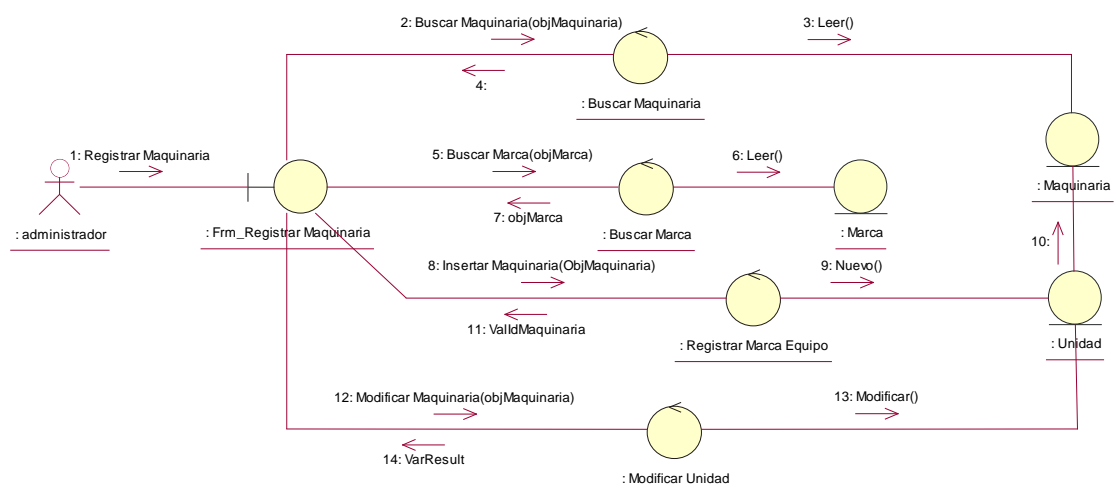 2: Buscar Maquinaria(objMaquinaria)
3: Leer()
4:
: Buscar Maquinaria
1: Registrar Maquinaria
5: Buscar Marca(objMarca)
6: Leer()
: Maquinaria
7: objMarca
: administrador
: Frm_Registrar Maquinaria
: Buscar Marca
: Marca
10:
8: Insertar Maquinaria(ObjMaquinaria)
9: Nuevo()
11: ValIdMaquinaria
: Registrar Marca Equipo
: Unidad
12: Modificar Maquinaria(objMaquinaria)
13: Modificar()
14: VarResult
: Modificar Unidad